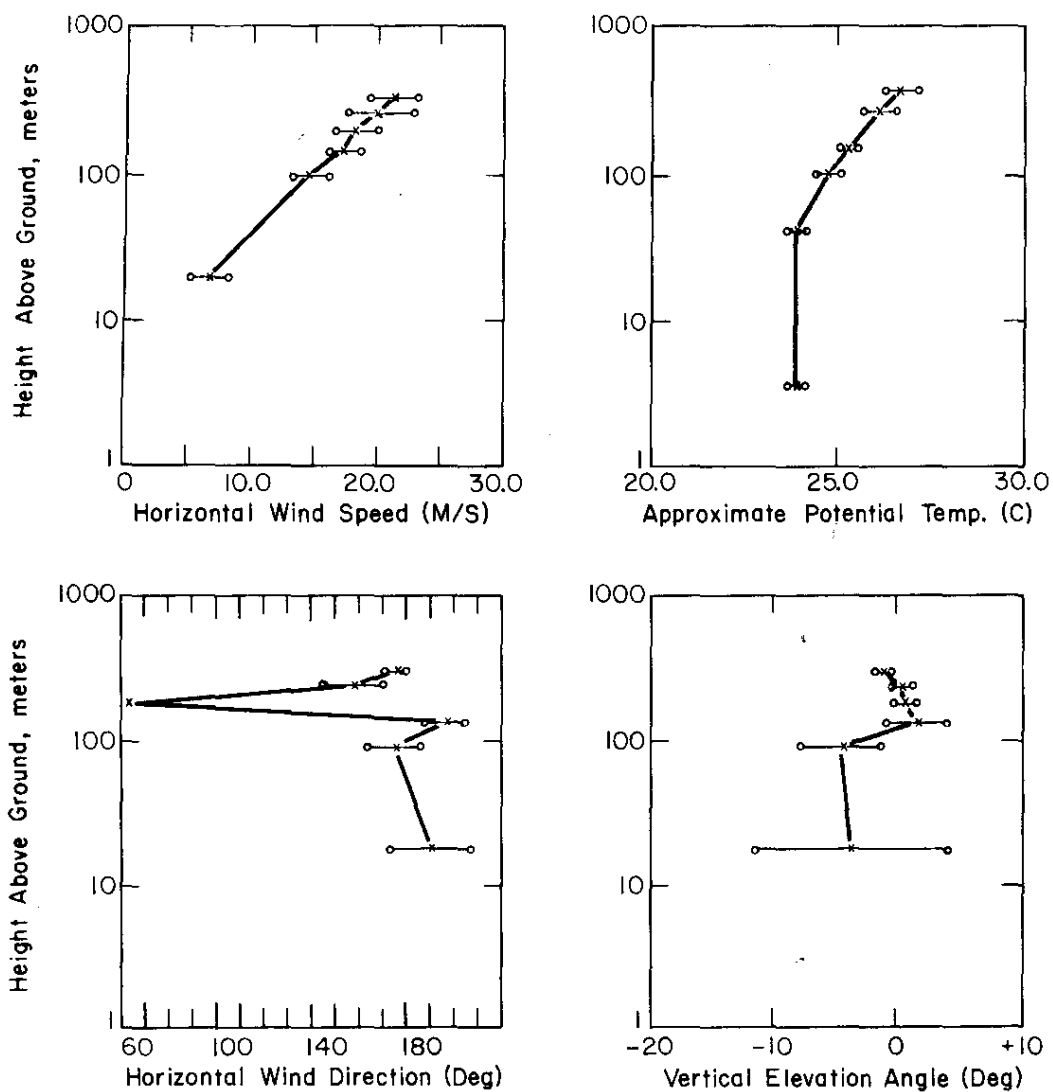 1000
100
10
1
Height Above Ground, meters
0 10.0 20.0 30.0
Horizontal Wind Speed (M/S)
1000
100
10
1
20.0 25.0 30.0
Approximate Potential Temp. (C)
1000
100
10
1
Height Above Ground, meters
60 100 140 180
Horizontal Wind Direction (Deg)
1000
100
10
1
-20 -10 0 +10
Vertical Elevation Angle (Deg)